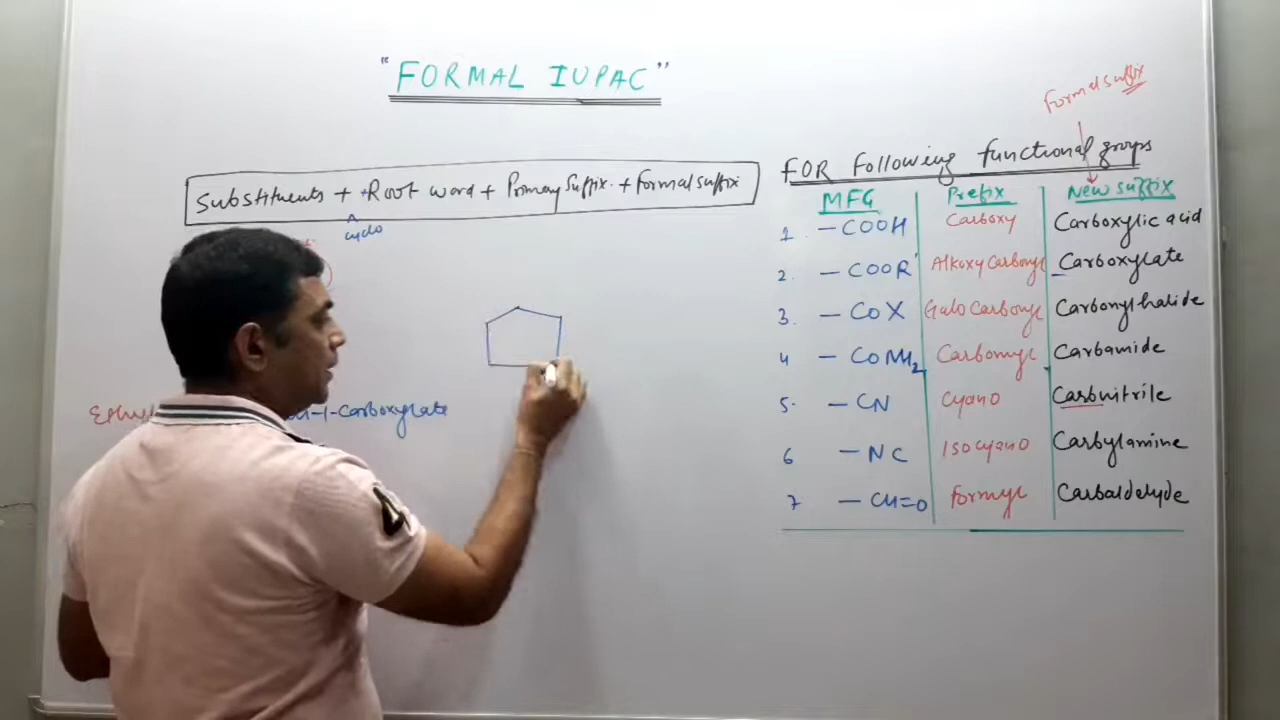 "FORMAL IUPAC"
Substituents + Root word + Primary Suffix. + Formal suffix
cyclo
-1-Carboxylate
Formal suffix
FOR Following functional groups
MFG Prefix New suffix
1 — COOH Carboxy Carboxylic acid
2. — COOR' Alkoxy Carbonyl Carboxylate
3. — COX Halo Carbonyl Carbonyl halide
4 — CONH2 Carbomyl Carbamide
5. — CN Cyano Carbonitrile
6 — NC Isocyano Carbylamine
7 — CH=O Formyl Carbaldelyde